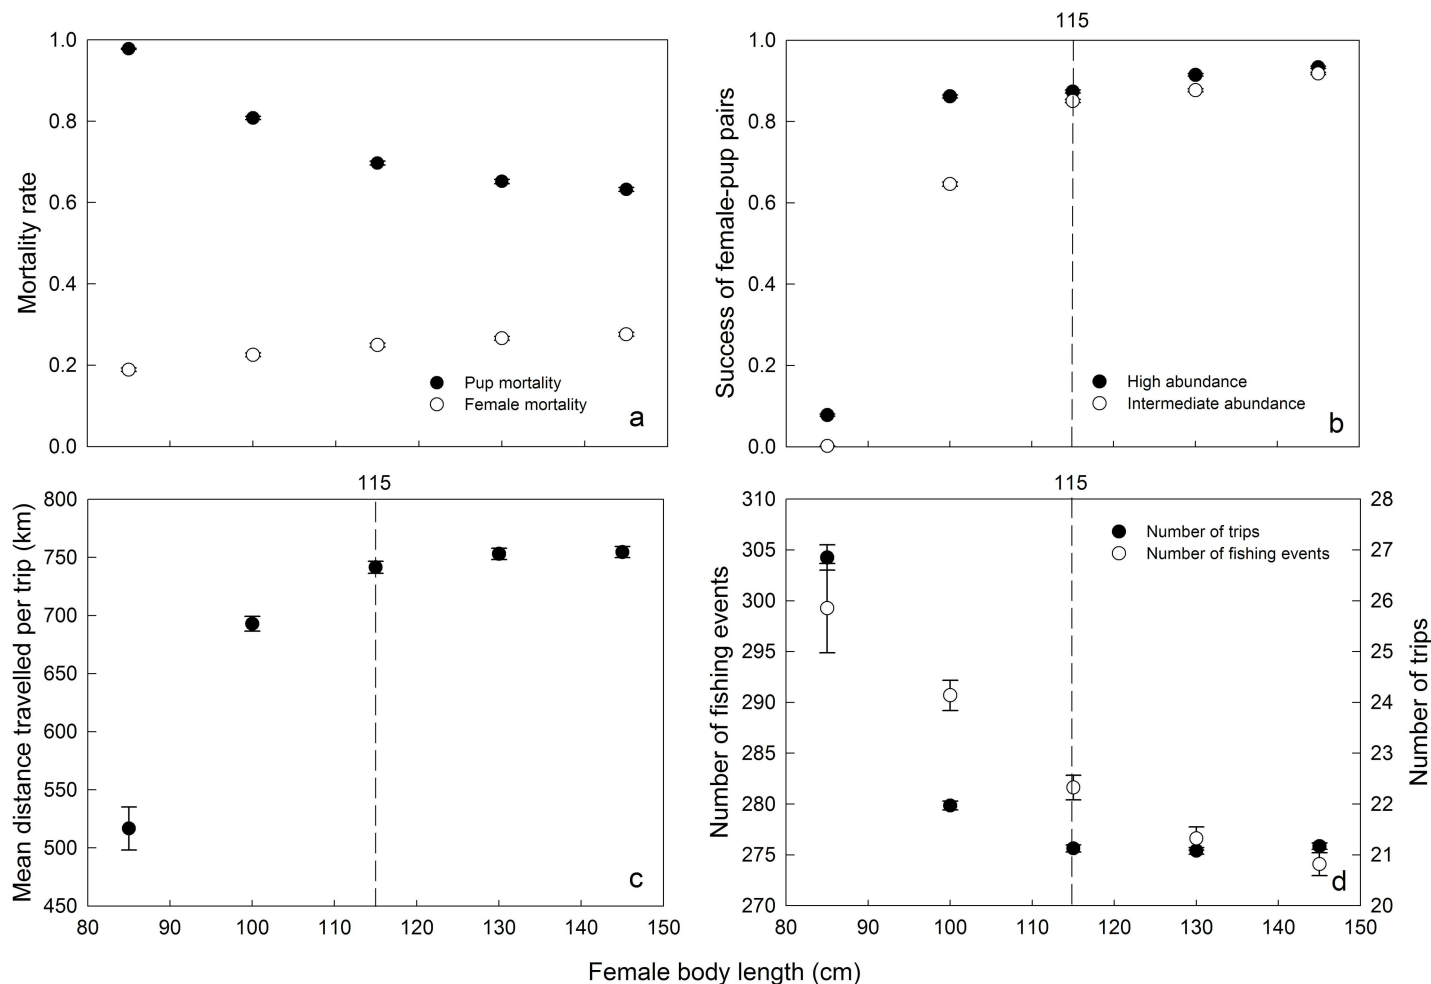 1.0
0.8
0.6
0.4
0.2
0.0
Mortality rate
Pup mortality
Female mortality
a
115
1.0
0.8
0.6
0.4
0.2
0.0
Success of female-pup pairs
High abundance
Intermediate abundance
b
115
800
750
700
650
600
550
500
450
Mean distance travelled per trip (km)
c
80 90 100 110 120 130 140 150
115
310
305
300
295
290
285
280
275
270
Number of fishing events
Number of trips
Number of fishing events
28
27
26
25
24
23
22
21
20
Number of trips
d
80 90 100 110 120 130 140 150
Female body length (cm)